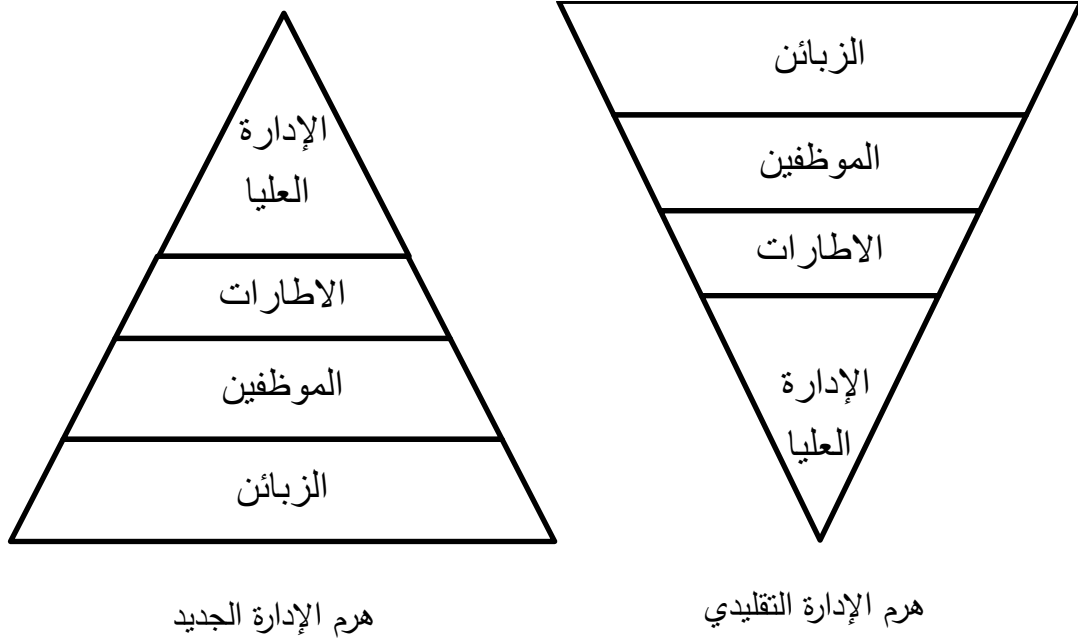 الزبائن
الموظفين
الاطارات
الإدارة
العليا
هرم الإدارة التقليدي
الإدارة
العليا
الاطارات
الموظفين
الزبائن
هرم الإدارة الجديد